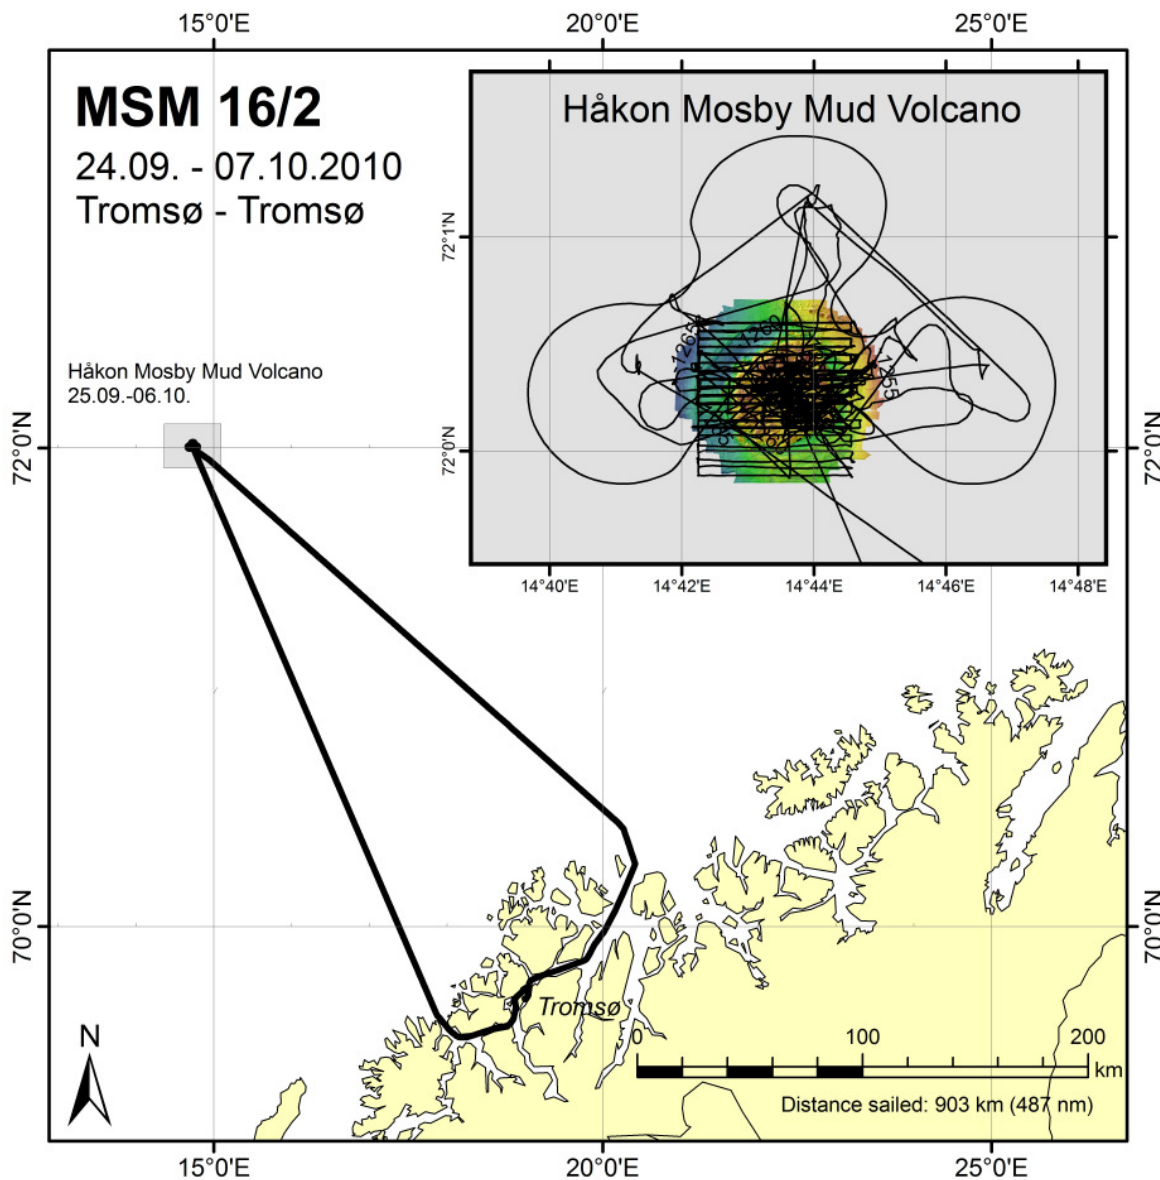 15°0'E 20°0'E 25°0'E
MSM 16/2
24.09. - 07.10.2010
Tromsø - Tromsø
Håkon Mosby Mud Volcano
72°1'N
72°0'N
1260
1255
14°40'E 14°42'E 14°44'E 14°46'E 14°48'E
Håkon Mosby Mud Volcano
25.09.-06.10.
72°0'N 72°0'N
70°0'N 70°0'N
Tromsø
N
0 100 200
km
Distance sailed: 903 km (487 nm)
15°0'E 20°0'E 25°0'E